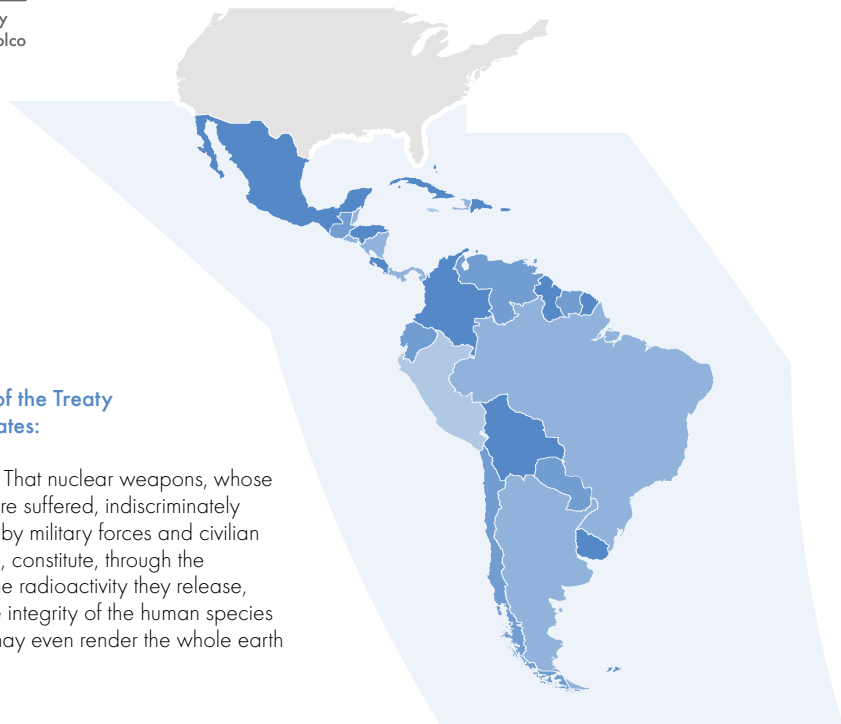 y
olco
of the Treaty
ates:
That nuclear weapons, whose
re suffered, indiscriminately
by military forces and civilian
, constitute, through the
e radioactivity they release,
e integrity of the human species
may even render the whole earth